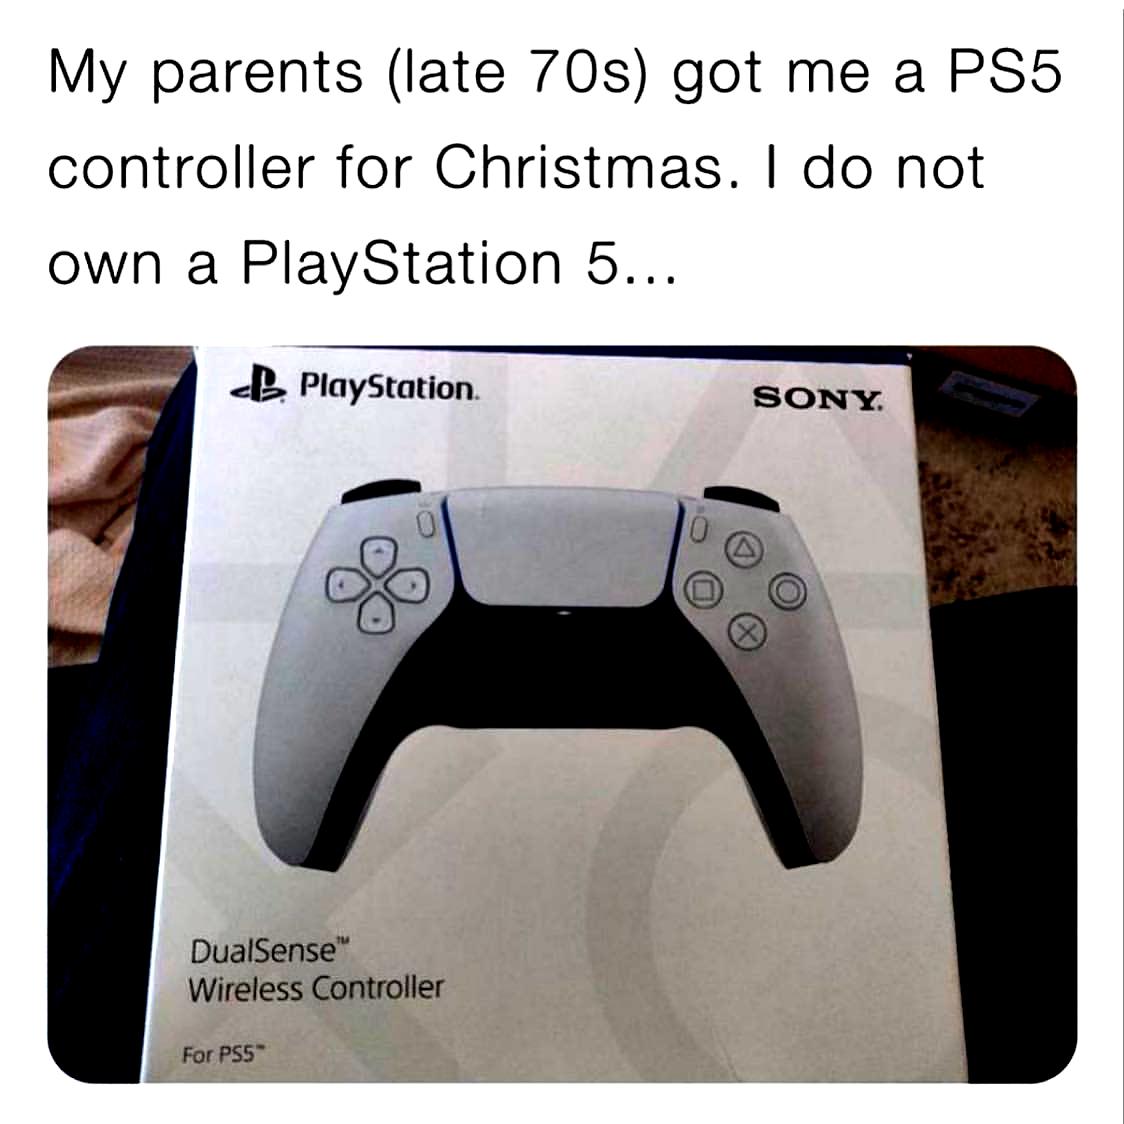 My parents (late 70s) got me a PS5
controller for Christmas. I do not
own a PlayStation 5...
PlayStation.
SONY.
DualSense™
Wireless Controller
For PS5™